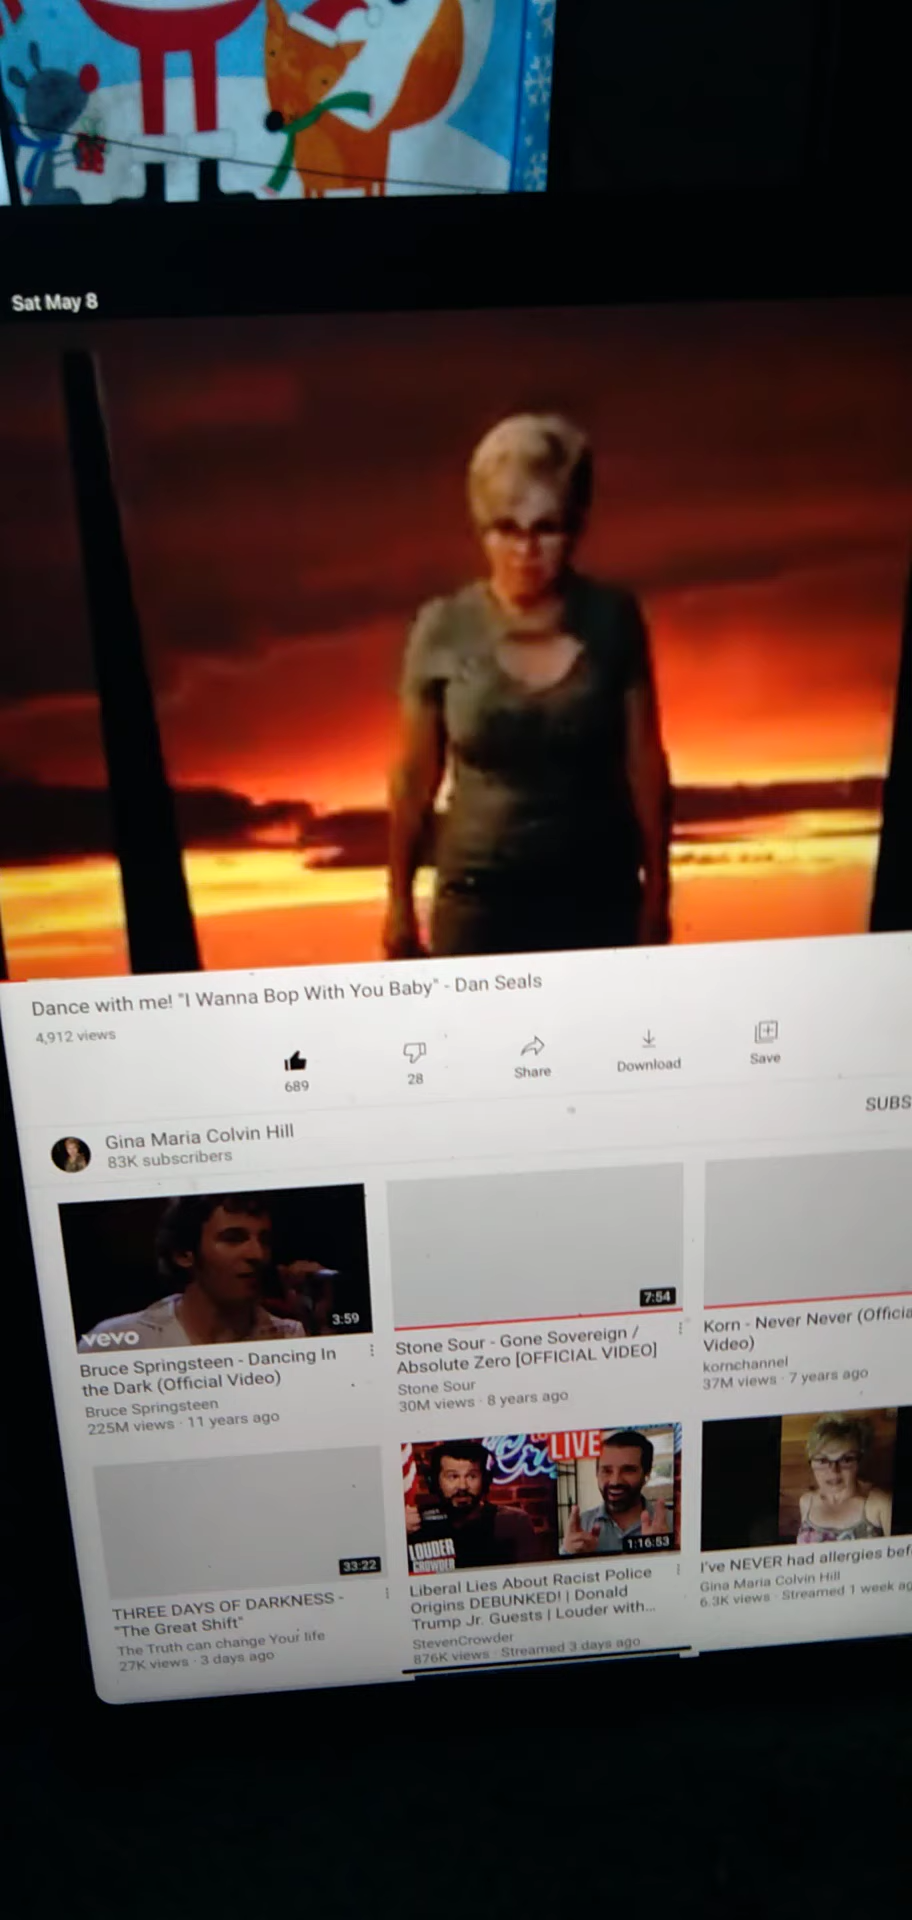 Sat May 8
Dance with me! "I Wanna Bop With You Baby" - Dan Seals
4,912 views
689
28
Share
Download
Save
SUBS
Gina Maria Colvin Hill
83K subscribers
vevo
3:59
Bruce Springsteen - Dancing In
the Dark (Official Video)
Bruce Springsteen
225M views · 11 years ago
7:54
Stone Sour - Gone Sovereign /
Absolute Zero [OFFICIAL VIDEO]
Stone Sour
30M views · 8 years ago
Korn - Never Never (Officia
Video)
kornchannel
37M views · 7 years ago
33:22
THREE DAYS OF DARKNESS -
"The Great Shift"
The Truth can change Your life
27K views · 3 days ago
LIVE
LOUDER
CROWDER
1:16:53
Liberal Lies About Racist Police
Origins DEBUNKED! | Donald
Trump Jr. Guests | Louder with...
StevenCrowder
876K views · Streamed 3 days ago
I've NEVER had allergies bef
Gina Maria Colvin Hill
6.3K views · Streamed 1 week ag